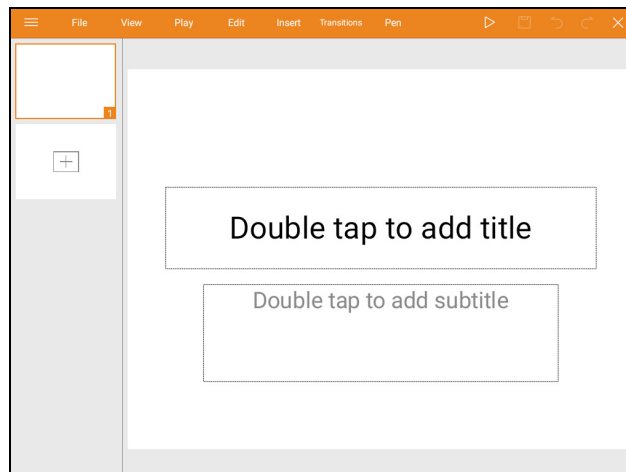 File View Play Edit Insert Transitions Pen
1
Double tap to add title
Double tap to add subtitle